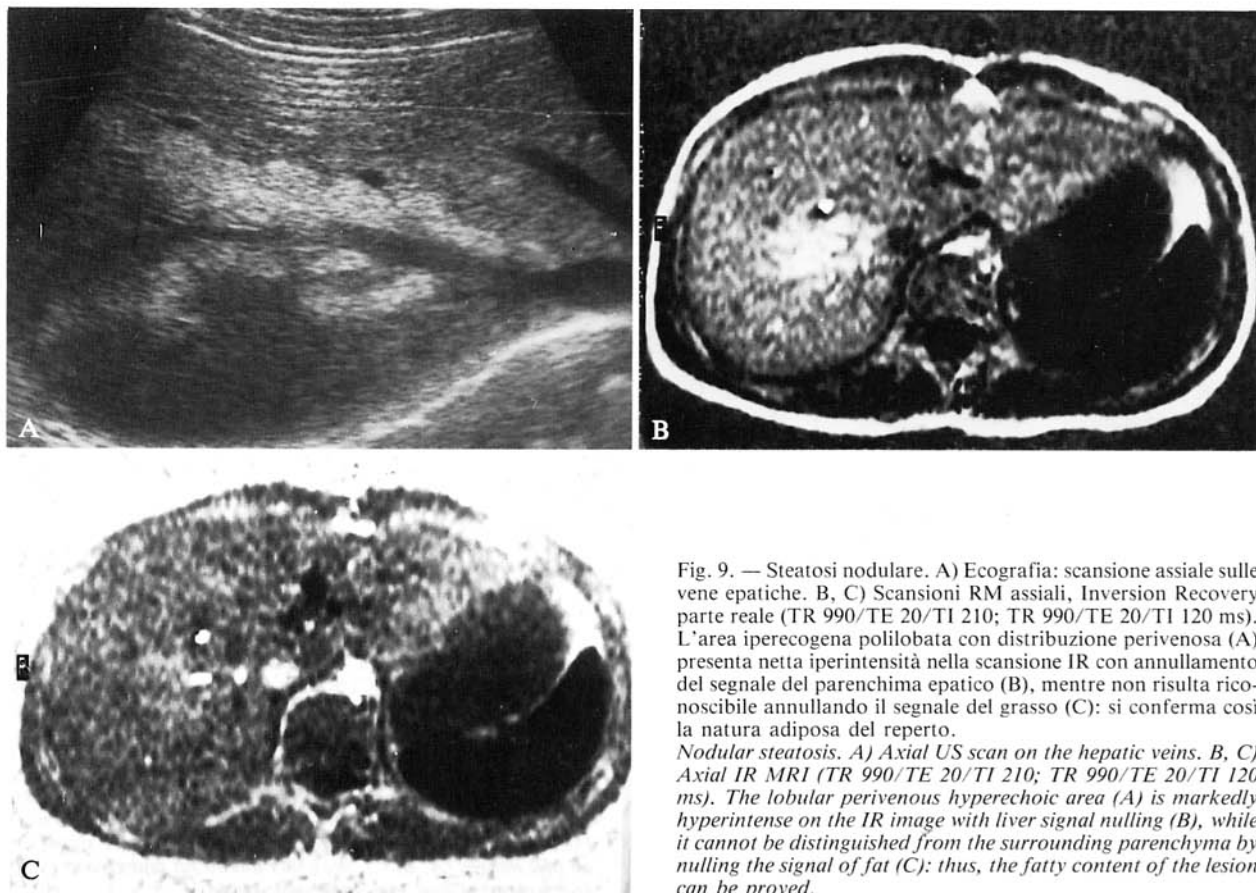 A
B
C
Fig. 9. — Steatosi nodulare. A) Ecografia: scansione assiale sulle
vene epatiche. B, C) Scansioni RM assiali, Inversion Recovery
parte reale (TR 990/TE 20/TI 210; TR 990/TE 20/TI 120 ms).
L'area iperecogena polilobata con distribuzione perivenosa (A)
presenta netta iperintensità nella scansione IR con annullamento
del segnale del parenchima epatico (B), mentre non risulta rico-
noscibile annullando il segnale del grasso (C): si conferma così
la natura adiposa del reperto.
Nodular steatosis. A) Axial US scan on the hepatic veins. B, C)
Axial IR MRI (TR 990/TE 20/TI 210; TR 990/TE 20/TI 120
ms). The lobular perivenous hyperechoic area (A) is markedly
hyperintense on the IR image with liver signal nulling (B), while
it cannot be distinguished from the surrounding parenchyma by
nulling the signal of fat (C): thus, the fatty content of the lesion
can be proved.